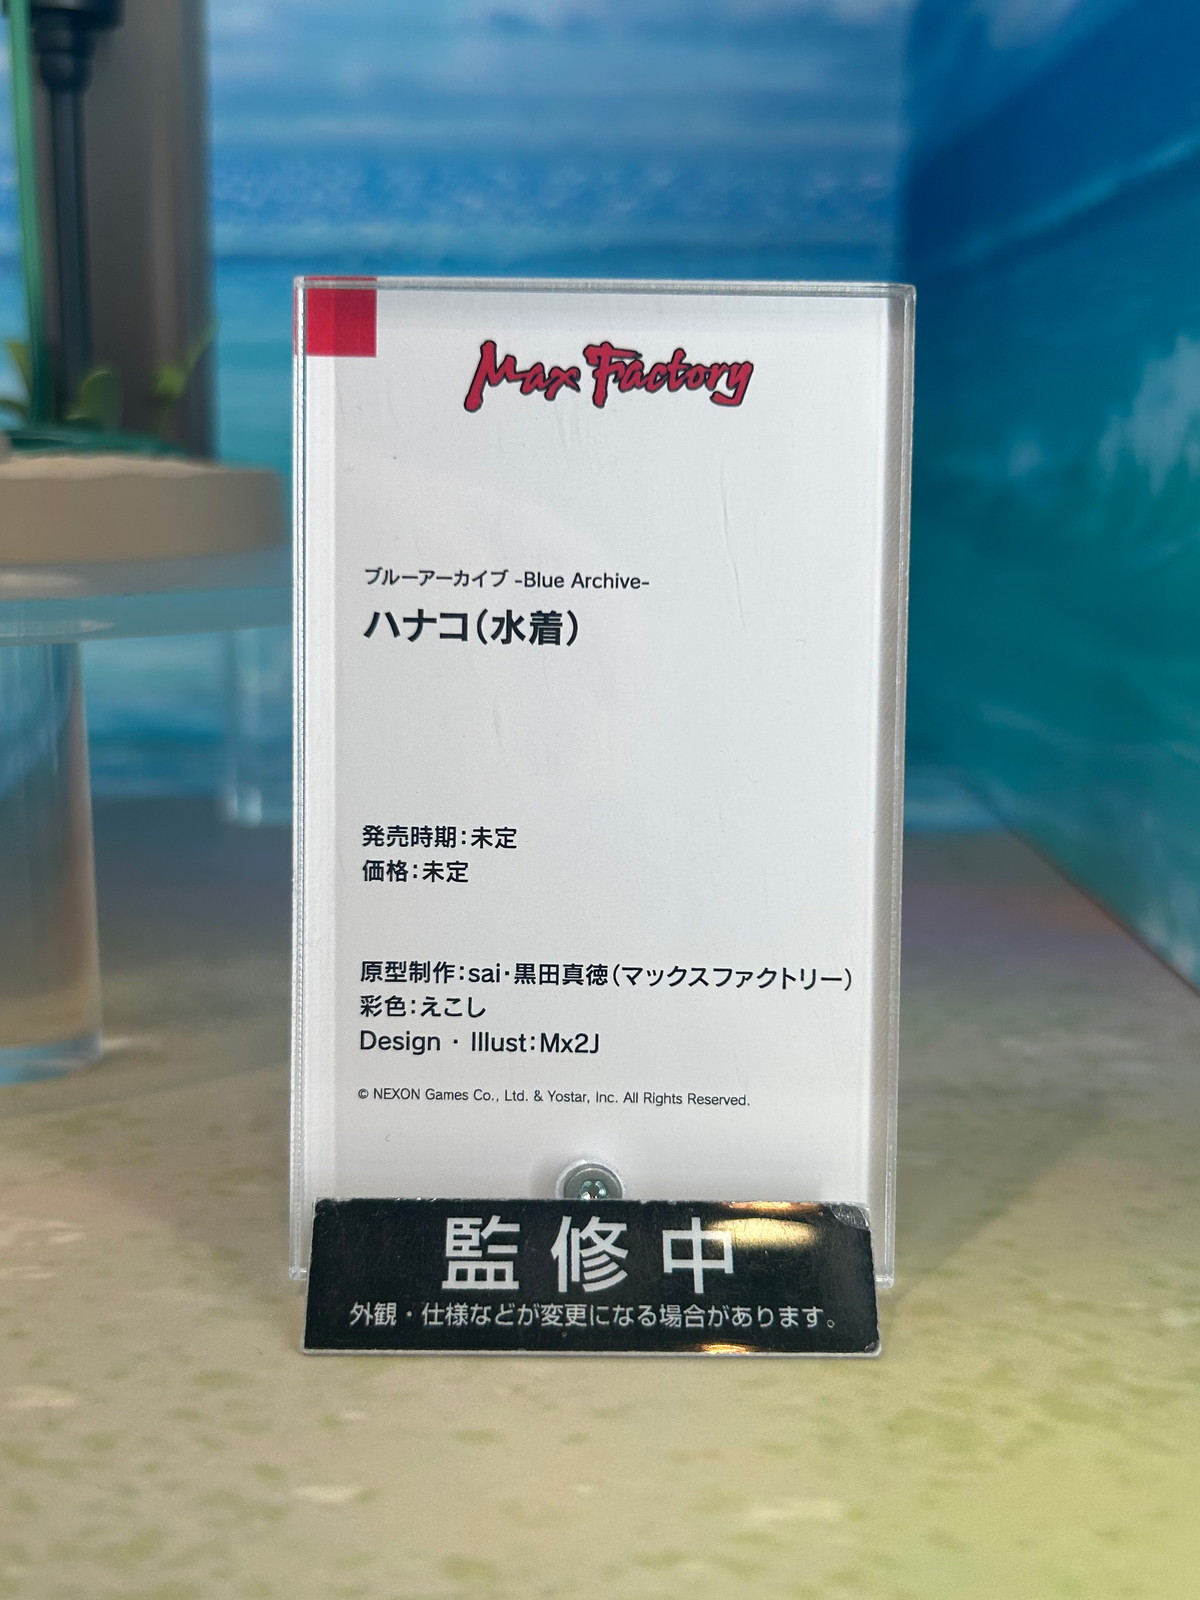 Max Factory
ブルーアーカイブ -Blue Archive-
ハナコ（水着）
発売時期：未定
価格：未定
原型制作：sai・黒田真徳（マックスファクトリー）
彩色：えこし
Design・Illust：Mx2J
© NEXON Games Co., Ltd. & Yostar, Inc. All Rights Reserved.
監修中
外観・仕様などが変更になる場合があります。